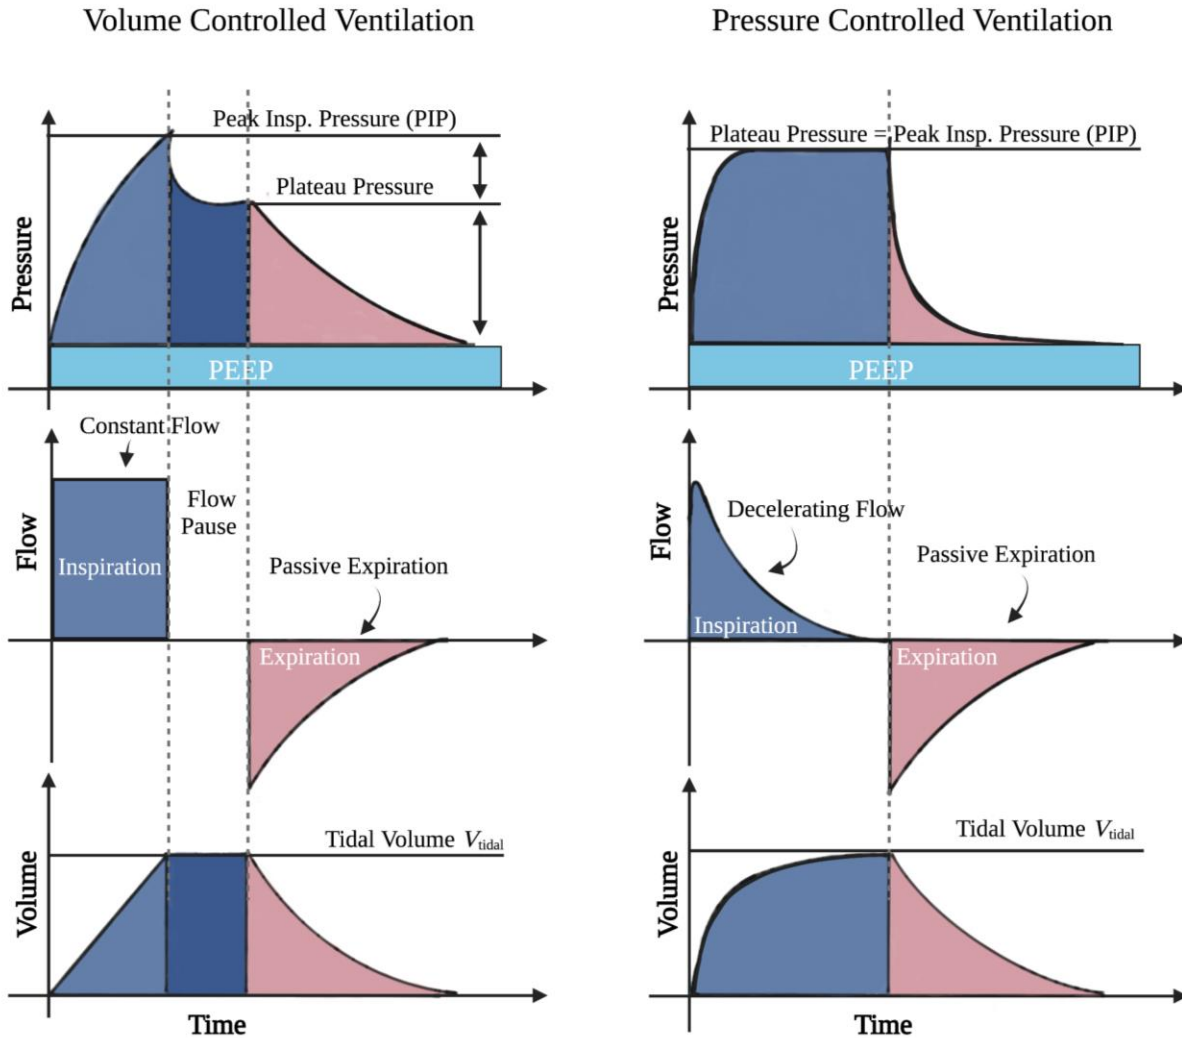 Volume Controlled Ventilation
Peak Insp. Pressure (PIP)
Plateau Pressure
Pressure
PEEP
Constant Flow
Flow
Pause
Flow
Inspiration
Passive Expiration
Expiration
Tidal Volume Vtidal
Volume
Time
Pressure Controlled Ventilation
Plateau Pressure = Peak Insp. Pressure (PIP)
Pressure
PEEP
Decelerating Flow
Flow
Passive Expiration
Inspiration
Expiration
Tidal Volume Vtidal
Volume
Time